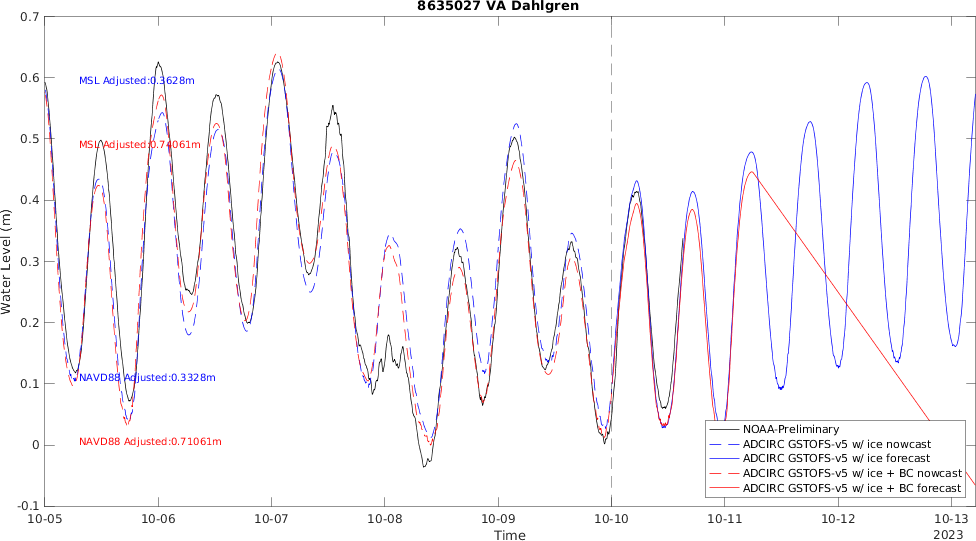 8635027 VA Dahlgren
Water Level (m)
0.7
0.6
0.5
0.4
0.3
0.2
0.1
0
-0.1
MSL Adjusted:0.3628m
MSL Adjusted:0.74061m
NAVD88 Adjusted:0.3328m
NAVD88 Adjusted:0.71061m
NOAA-Preliminary
ADCIRC GSTOFS-v5 w/ ice nowcast
ADCIRC GSTOFS-v5 w/ ice forecast
ADCIRC GSTOFS-v5 w/ ice + BC nowcast
ADCIRC GSTOFS-v5 w/ ice + BC forecast
10-05 10-06 10-07 10-08 10-09 10-10 10-11 10-12 10-13
Time
2023